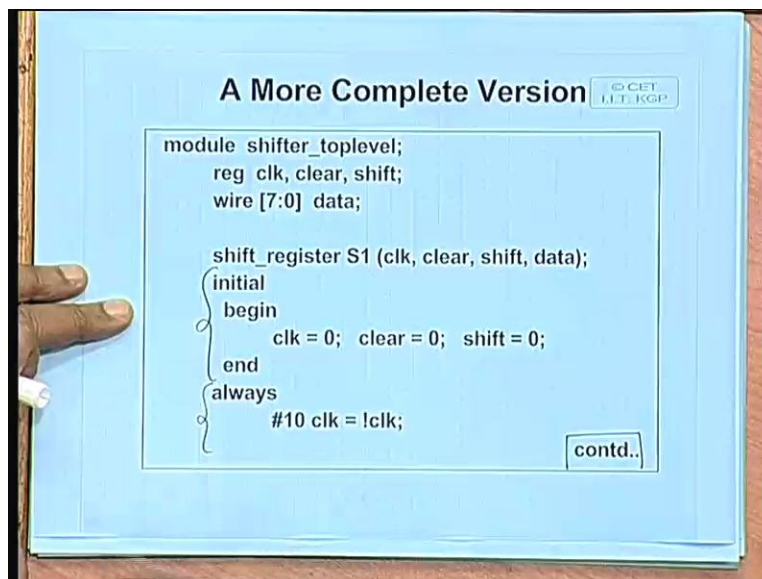 A More Complete Version
© CET
I.I.T. KGP
module shifter_toplevel;
reg clk, clear, shift;
wire [7:0] data;
shift_register S1 (clk, clear, shift, data);
initial
begin
clk = 0; clear = 0; shift = 0;
end
always
#10 clk = !clk;
contd..